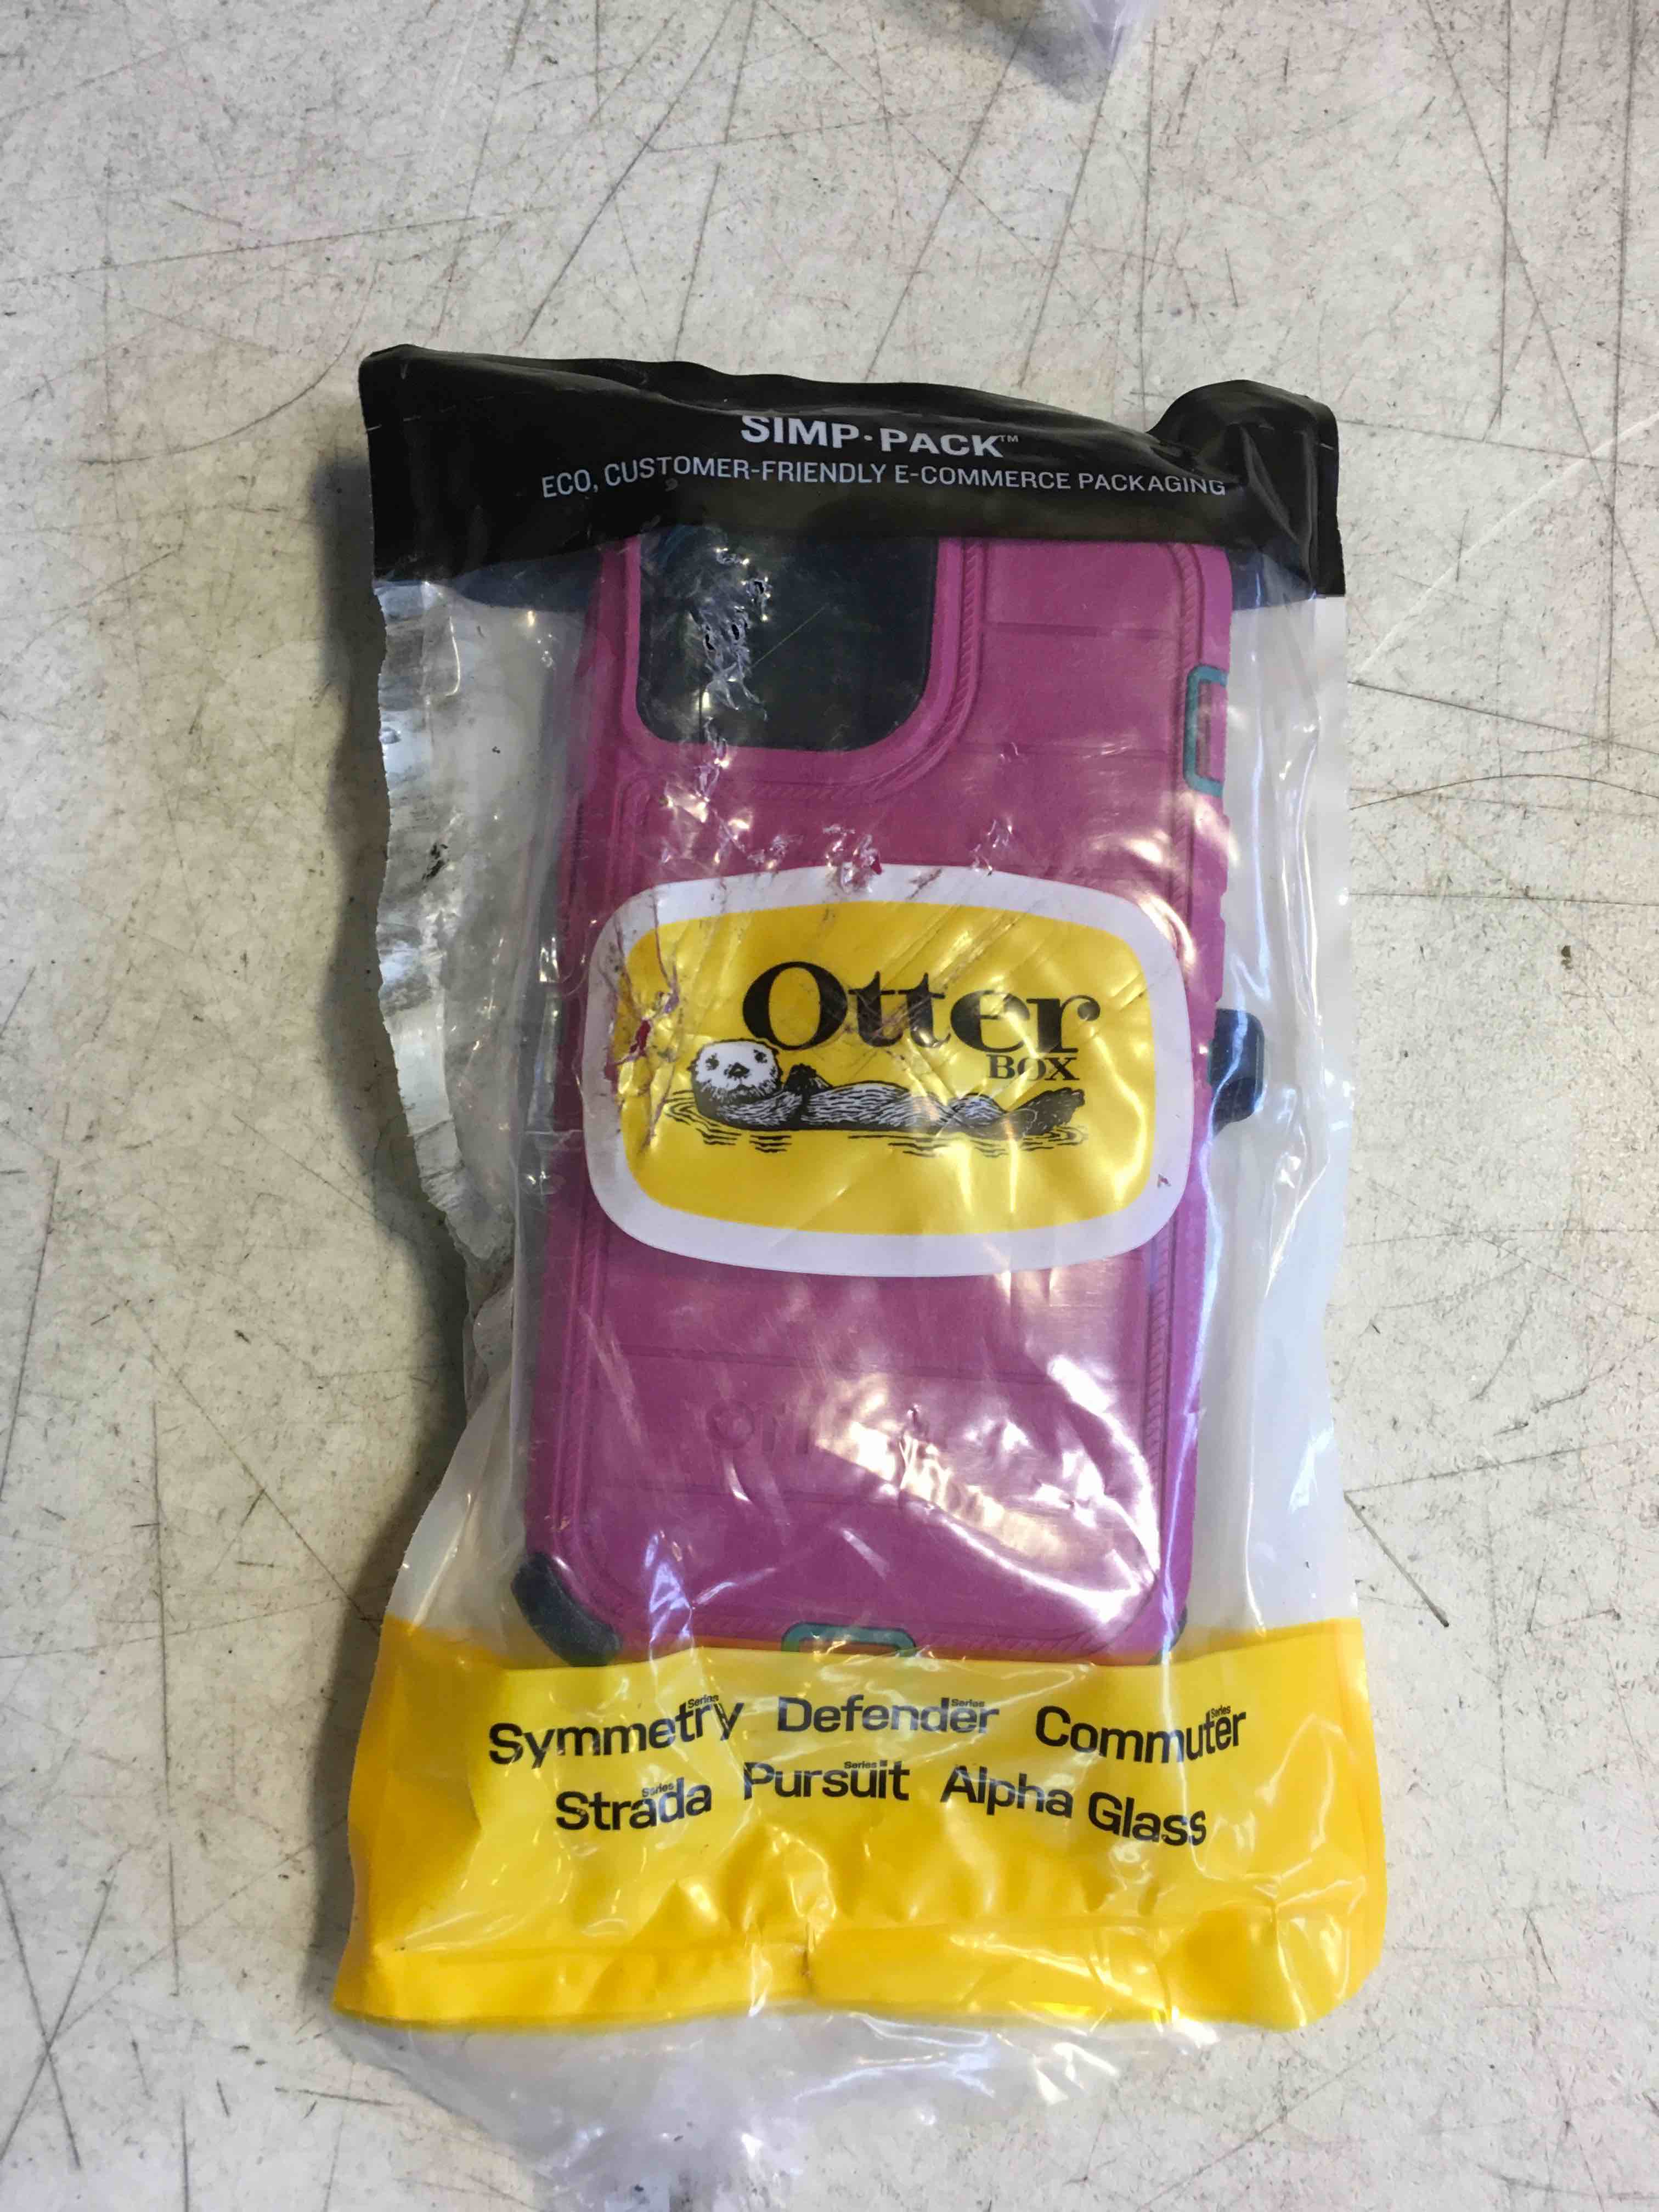 SIMP·PACK™
ECO, CUSTOMER-FRIENDLY E-COMMERCE PACKAGING
Otter
BOX
Symmetry Series Defender Series Commuter Series
Strada Series Pursuit Series Alpha Glass